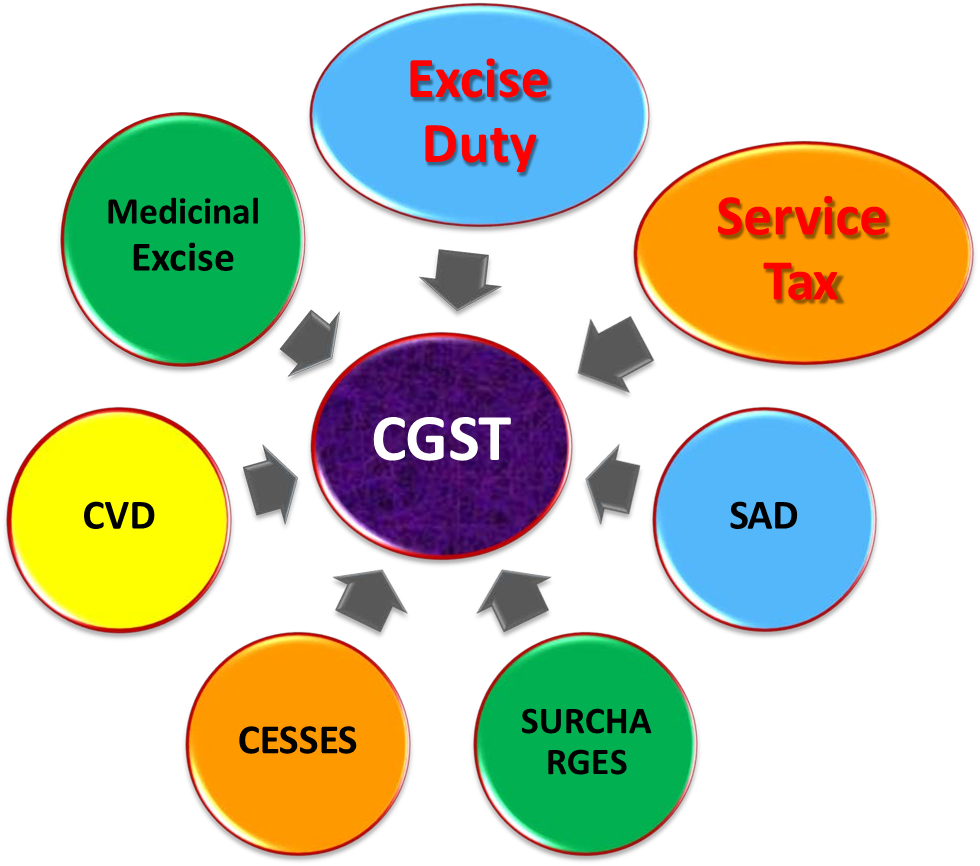 Excise
Duty
Medicinal
Excise
Service
Tax
CGST
CVD
SAD
CESSES
SURCHA
RGES